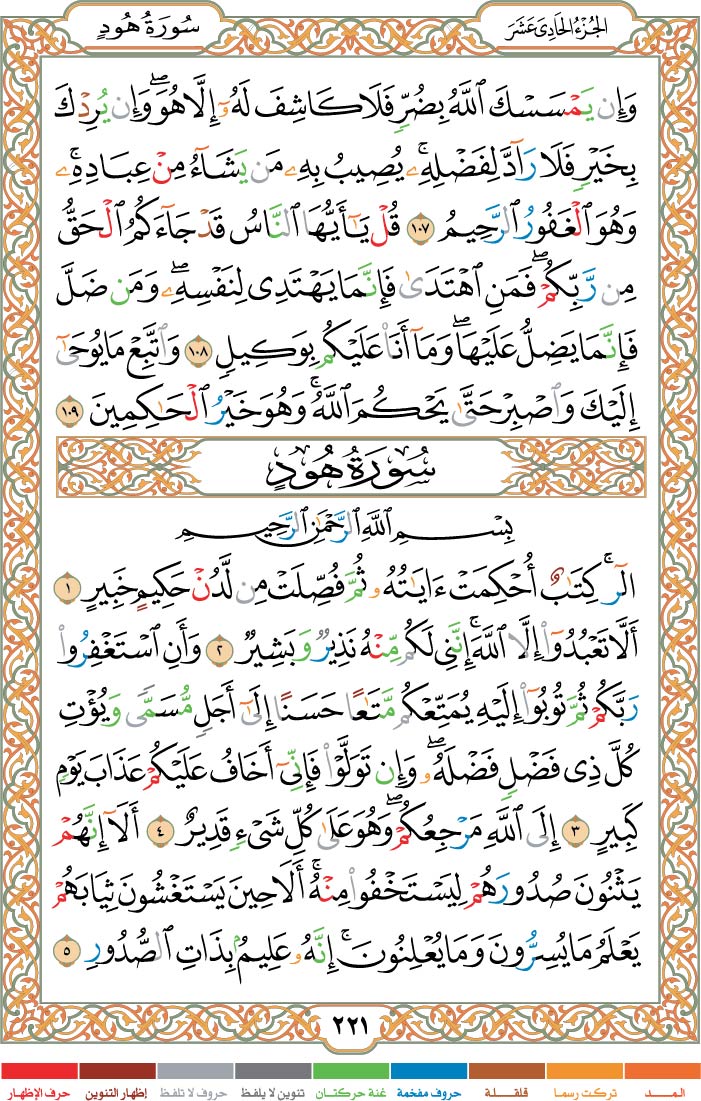 الجُزْءُ الحَادِى عَشَرَ
سُورَةُ هُودٍ
وَإِن يَمْسَسْكَ ٱللَّهُ بِضُرٍّ فَلَا كَاشِفَ لَهُۥٓ إِلَّا هُوَۖ وَإِن يُرِدْكَ
بِخَيْرٍ فَلَا رَآدَّ لِفَضْلِهِۦۚ يُصِيبُ بِهِۦ مَن يَشَآءُ مِنْ عِبَادِهِۦۚ
وَهُوَ ٱلْغَفُورُ ٱلرَّحِيمُ ١٠٧ قُلْ يَـٰٓأَيُّهَا ٱلنَّاسُ قَدْ جَآءَكُمُ ٱلْحَقُّ
مِن رَّبِّكُمْۖ فَمَنِ ٱهْتَدَىٰ فَإِنَّمَا يَهْتَدِى لِنَفْسِهِۦۖ وَمَن ضَلَّ
فَإِنَّمَا يَضِلُّ عَلَيْهَاۖ وَمَآ أَنَا۠ عَلَيْكُم بِوَكِيلٍ ١٠٨ وَٱتَّبِعْ مَا يُوحَىٰٓ
إِلَيْكَ وَٱصْبِرْ حَتَّىٰ يَحْكُمَ ٱللَّهُۚ وَهُوَ خَيْرُ ٱلْحَـٰكِمِينَ ١٠٩
سُورَةُ هُودٍ
بِسْمِ ٱللَّهِ ٱلرَّحْمَـٰنِ ٱلرَّحِيمِ
الٓرۚ كِتَـٰبٌ أُحْكِمَتْ ءَايَـٰتُهُۥ ثُمَّ فُصِّلَتْ مِن لَّدُنْ حَكِيمٍ خَبِيرٍ ١
أَلَّا تَعْبُدُوٓا۟ إِلَّا ٱللَّهَۚ إِنَّنِى لَكُم مِّنْهُ نَذِيرٌ وَبَشِيرٌ ٢ وَأَنِ ٱسْتَغْفِرُوا۟
رَبَّكُمْ ثُمَّ تُوبُوٓا۟ إِلَيْهِ يُمَتِّعْكُم مَّتَـٰعًا حَسَنًا إِلَىٰٓ أَجَلٍ مُّسَمًّى وَيُؤْتِ
كُلَّ ذِى فَضْلٍ فَضْلَهُۥۖ وَإِن تَوَلَّوْا۟ فَإِنِّىٓ أَخَافُ عَلَيْكُمْ عَذَابَ يَوْمٍ
كَبِيرٍ ٣ إِلَى ٱللَّهِ مَرْجِعُكُمْۖ وَهُوَ عَلَىٰ كُلِّ شَىْءٍ قَدِيرٌ ٤ أَلَآ إِنَّهُمْ
يَثْنُونَ صُدُورَهُمْ لِيَسْتَخْفُوا۟ مِنْهُۚ أَلَا حِينَ يَسْتَغْشُونَ ثِيَابَهُمْ
يَعْلَمُ مَا يُسِرُّونَ وَمَا يُعْلِنُونَۚ إِنَّهُۥ عَلِيمٌۢ بِذَاتِ ٱلصُّدُورِ ٥
٢٢١
المـــد
تركت رسما
قلقـلة
حروف مفخمة
غنة حركتان
تنوين لا يلفظ
حروف لا تلفظ
إظهار التنوين
حرف الإظهار